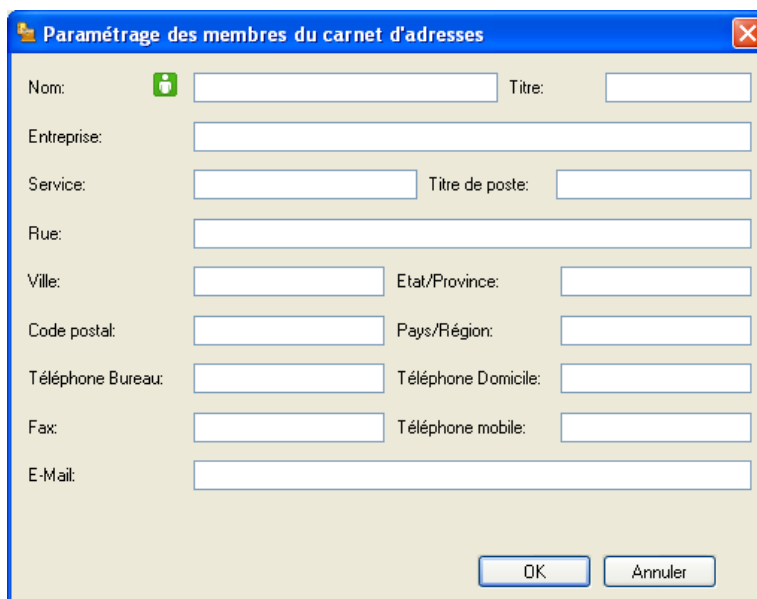 Paramétrage des membres du carnet d'adresses
Nom: Titre:
Entreprise:
Service: Titre de poste:
Rue:
Ville: Etat/Province:
Code postal: Pays/Région:
Téléphone Bureau: Téléphone Domicile:
Fax: Téléphone mobile:
E-Mail:
OK Annuler